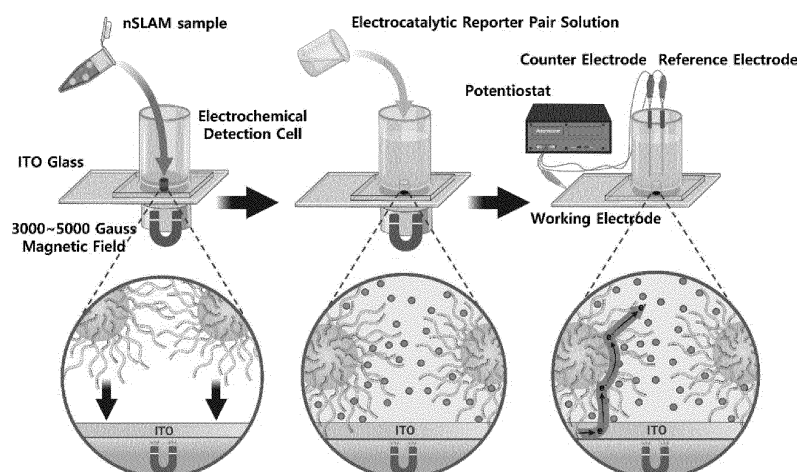 nSLAM sample
Electrocatalytic Reporter Pair Solution
Counter Electrode
Reference Electrode
Potentiostat
Electrochemical
Detection Cell
ITO Glass
3000~5000 Gauss
Magnetic Field
Working Electrode
ITO
ITO
ITO
e
e
e
e